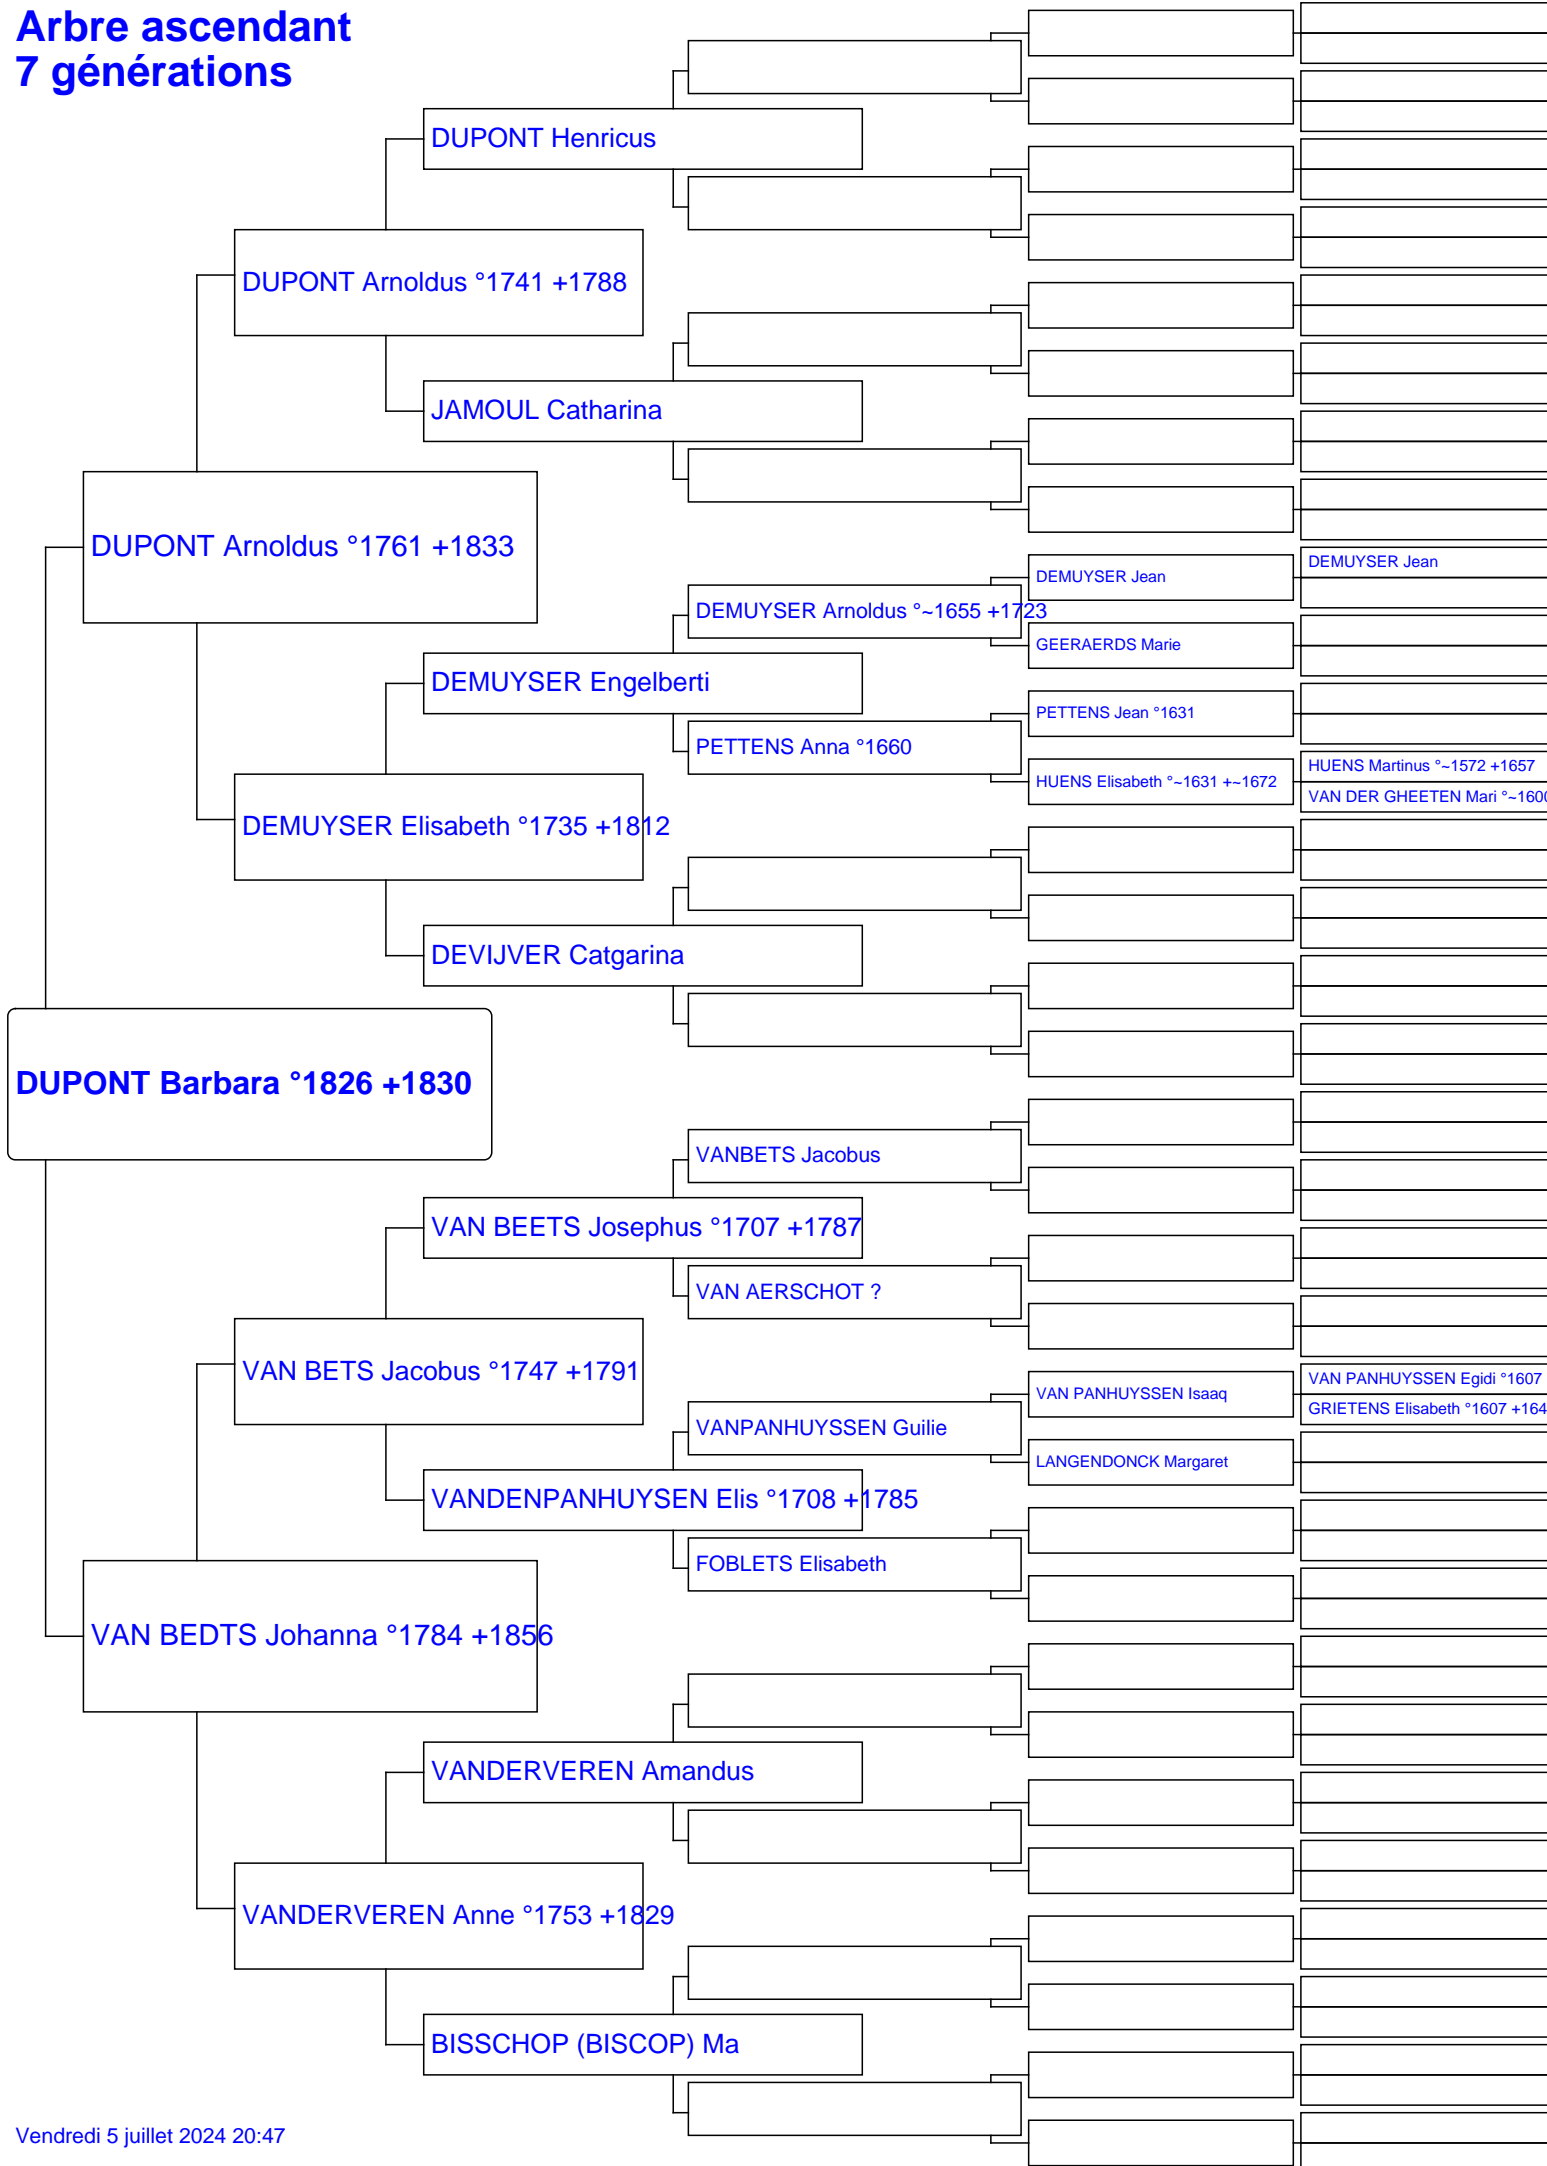 Arbre ascendant
7 générations
DUPONT Henricus
DUPONT Arnoldus °1741 +1788
JAMOUL Catharina
DUPONT Arnoldus °1761 +1833
DEMUYSER Jean
DEMUYSER Jean
DEMUYSER Arnoldus °~1655 +1723
GEERAERDS Marie
DEMUYSER Engelberti
PETTENS Jean °1631
PETTENS Anna °1660
HUENS Martinus °~1572 +1657
HUENS Elisabeth °~1631 +~1672
VAN DER GHEETEN Mari °~1600
DEMUYSER Elisabeth °1735 +1812
DEVIJVER Catgarina
DUPONT Barbara °1826 +1830
VANBETS Jacobus
VAN BEETS Josephus °1707 +1787
VAN AERSCHOT ?
VAN BETS Jacobus °1747 +1791
VAN PANHUYSSEN Egidi °1607
VAN PANHUYSSEN Isaaq
GRIETENS Elisabeth °1607 +164
VANPANHUYSSEN Guilie
LANGENDONCK Margaret
VANDENPANHUYSEN Elis °1708 +1785
FOBLETS Elisabeth
VAN BEDTS Johanna °1784 +1856
VANDERVEREN Amandus
VANDERVEREN Anne °1753 +1829
BISSCHOP (BISCOP) Ma
Vendredi 5 juillet 2024 20:47